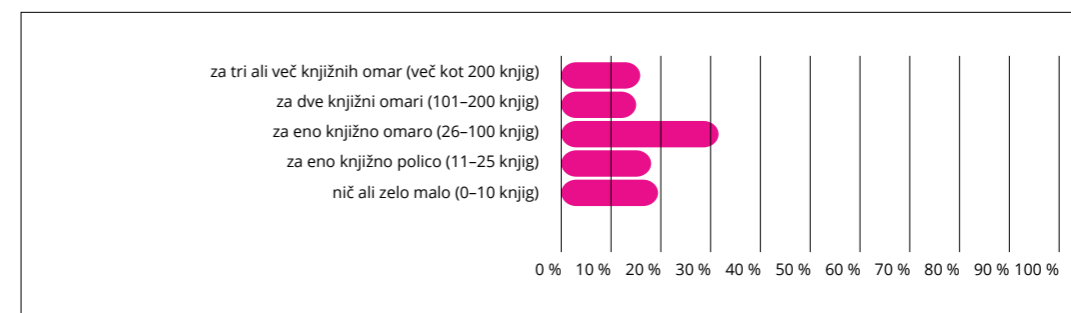 za tri ali več knjižnih omar (več kot 200 knjig)
za dve knjižni omari (101–200 knjig)
za eno knjižno omaro (26–100 knjig)
za eno knjižno polico (11–25 knjig)
nič ali zelo malo (0–10 knjig)
0 % 10 % 20 % 30 % 40 % 50 % 60 % 70 % 80 % 90 % 100 %